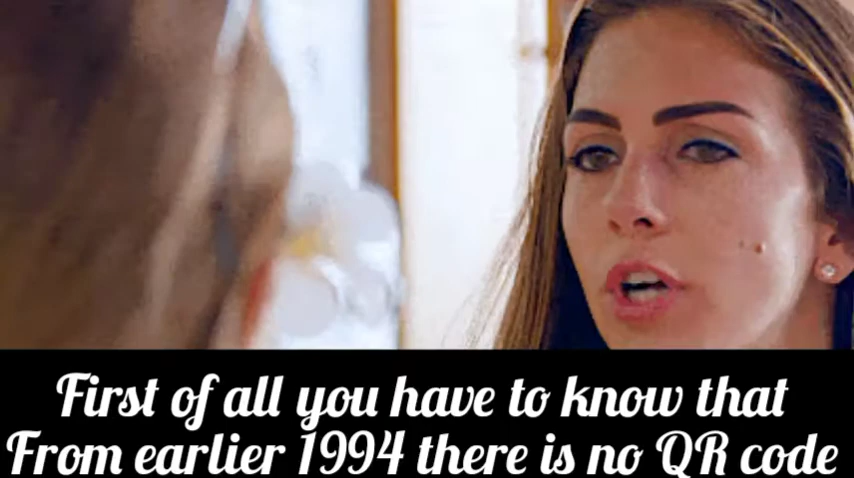 First of all you have to know that
From earlier 1994 there is no QR code